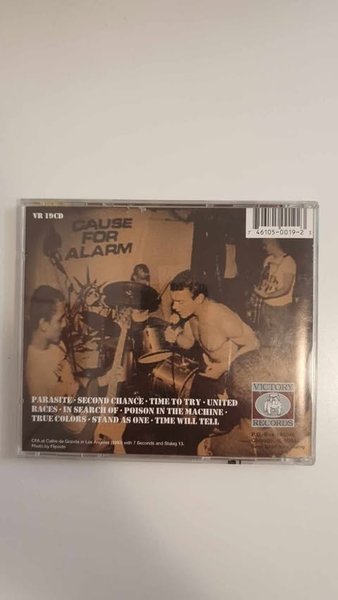 VR 19CD
CAUSE
FOR
ALARM
7 46105-0019-2
PARASITE · SECOND CHANCE · TIME TO TRY · UNITED
RACES · IN SEARCH OF · POISON IN THE MACHINE ·
TRUE COLORS · STAND AS ONE · TIME WILL TELL
VICTORY
RECORDS
CFA at Cathe de Grande in Los Angeles (1983) with 7 Seconds and Stalag 13.
Photo by Flipside